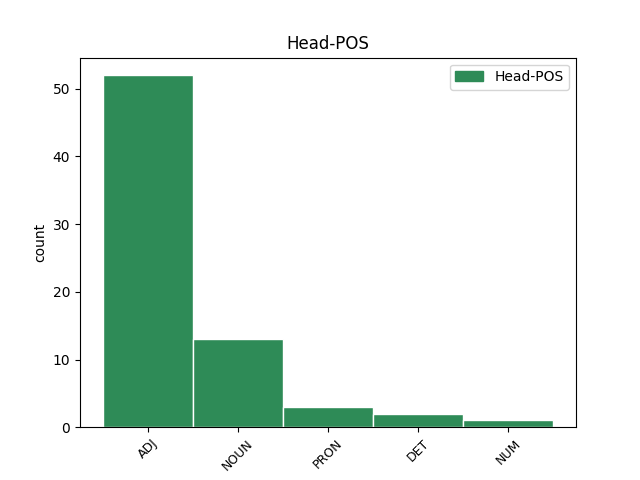 Head-POS
Head-POS
count
50
40
30
20
10
0
ADJ
NOUN
PRON
DET
NUM